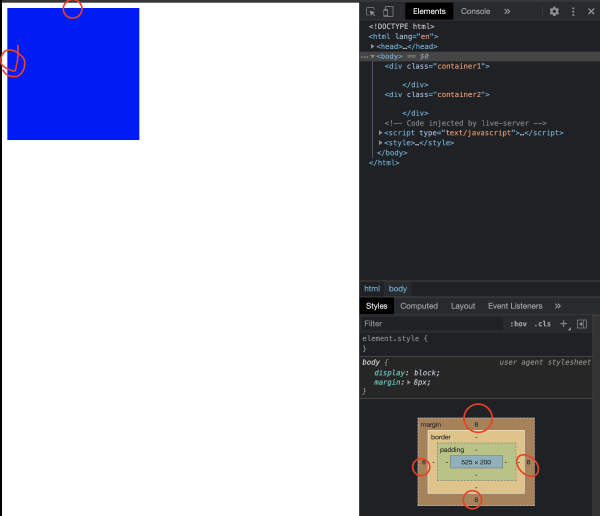 Elements Console »
<!DOCTYPE html>
<html lang="en">
<head>…</head>
… <body> == $0
<div class="container1">
</div>
<div class="container2">
</div>
<!-- Code injected by live-server -->
<script type="text/javascript">…</script>
<style>…</style>
</body>
</html>
html body
Styles Computed Layout Event Listeners »
Filter :hov .cls +
element.style {
}
body { user agent stylesheet
display: block;
margin: 8px;
}
margin 8
border -
padding -
8 - - 525 × 200 - - 8
-
-
8